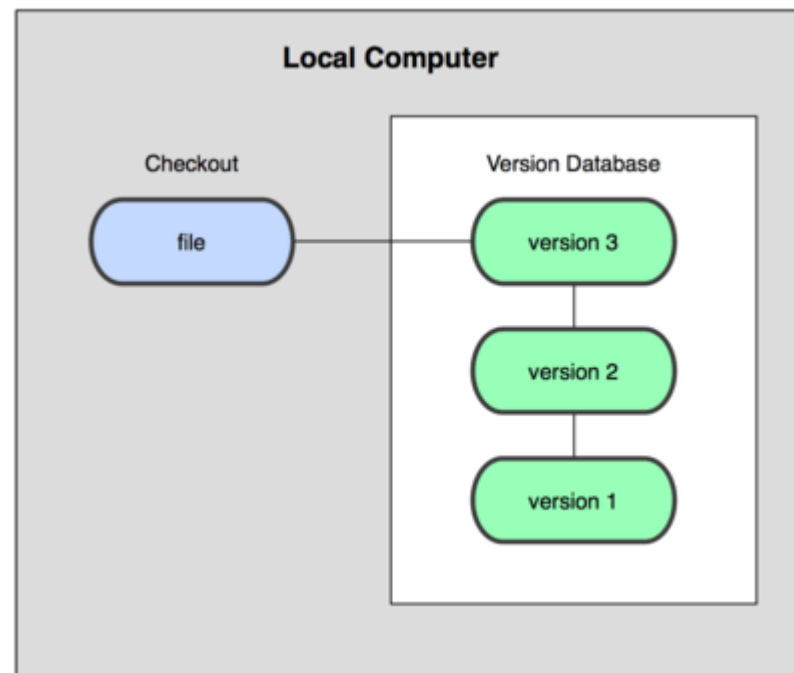 Local Computer
Checkout
Version Database
file
version 3
version 2
version 1